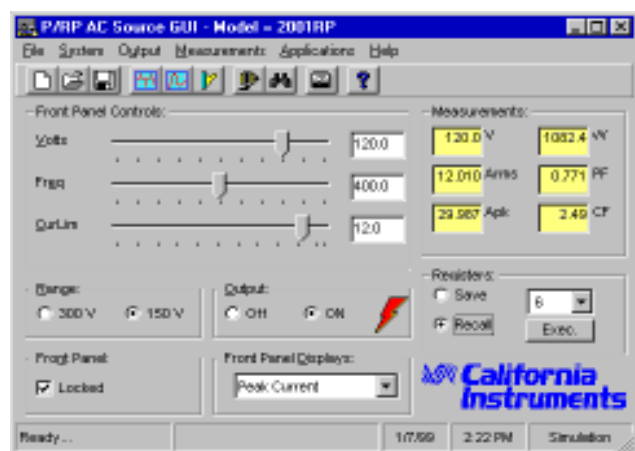 P/RP AC Source GUI - Model = 2001RP
File System Output Measurements Applications Help
Front Panel Controls:
Volts 120.0
Freq 400.0
CurLim 12.0
Measurements:
120.0 V 1082.4 W
12.010 Arms 0.771 PF
29.987 Apk 2.49 CF
Range:
300 V 150 V
Output:
Off ON
Registers:
Save 6
Recall Exec.
Front Panel:
Locked
Front Panel Displays:
Peak Current
California
Instruments
Ready... 1/7/99 2:22 PM Simulation